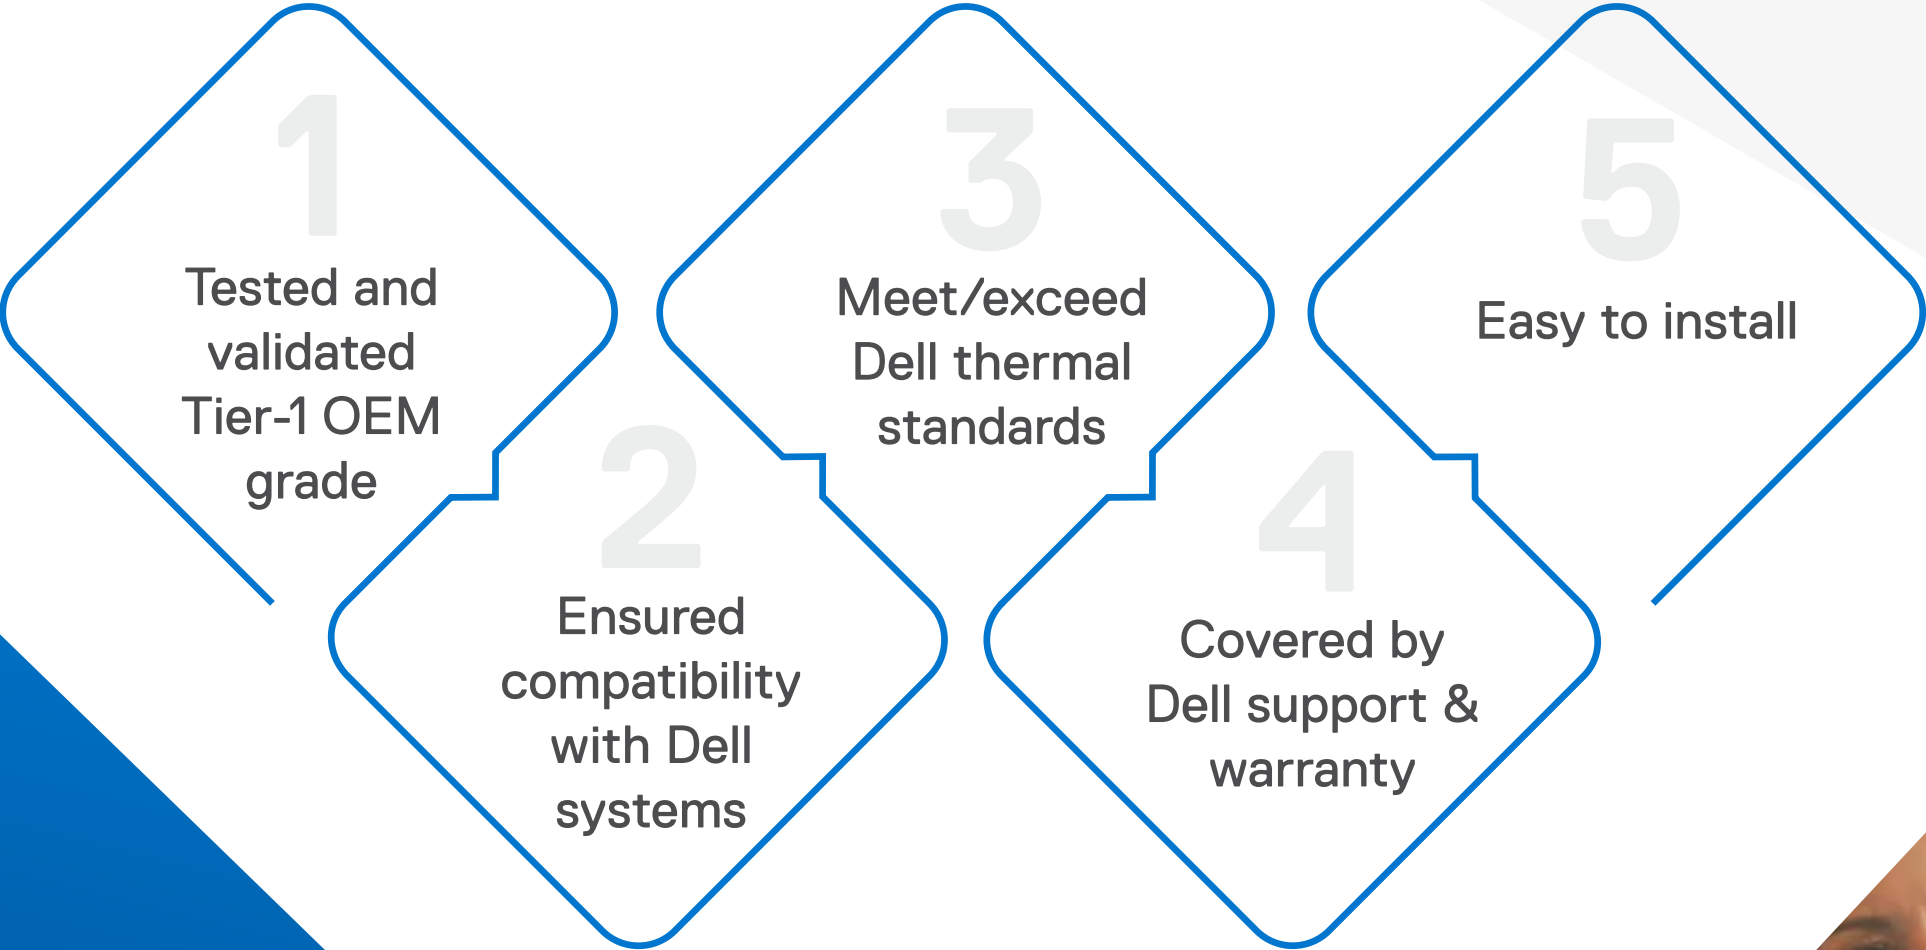 1
Tested and
validated
Tier-1 OEM
grade
2
Ensured
compatibility
with Dell
systems
3
Meet/exceed
Dell thermal
standards
4
Covered by
Dell support &
warranty
5
Easy to install